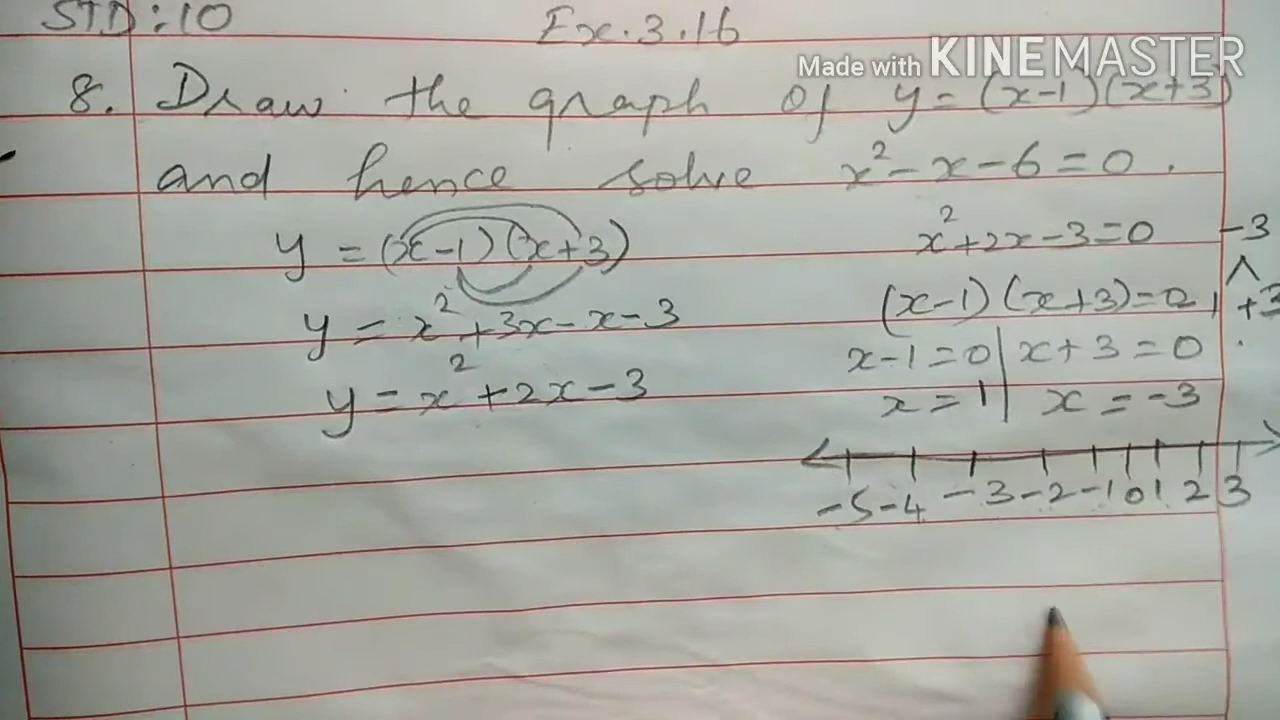 STD:10 Ex.3.16
Made with KINEMASTER
8. Draw the graph of y = (x-1)(x+3)
and hence solve x² - x - 6 = 0.
y = (x-1)(x+3)
y = x² + 3x - x - 3
y = x² + 2x - 3
x² + 2x - 3 = 0
-3
(x-1) (x+3) = 0
+3
x-1 = 0 | x+3 = 0
x = 1 | x = -3
-5 -4 -3 -2 -1 0 1 2 3